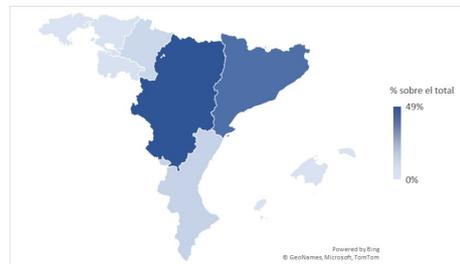 % sobre el total
49%
0%
Powered by Bing
© GeoNames, Microsoft, TomTom